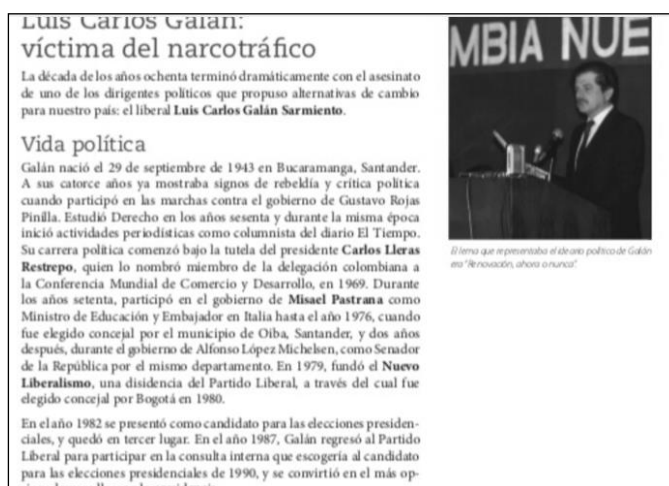 Luis Carlos Galán:
víctima del narcotráfico
La década de los años ochenta terminó dramáticamente con el asesinato
de uno de los dirigentes políticos que propuso alternativas de cambio
para nuestro país: el liberal Luis Carlos Galán Sarmiento.
Vida política
Galán nació el 29 de septiembre de 1943 en Bucaramanga, Santander.
A sus catorce años ya mostraba signos de rebeldía y crítica política
cuando participó en las marchas contra el gobierno de Gustavo Rojas
Pinilla. Estudió Derecho en los años sesenta y durante la misma época
inició actividades periodísticas como columnista del diario El Tiempo.
Su carrera política comenzó bajo la tutela del presidente Carlos Lleras
Restrepo, quien lo nombró miembro de la delegación colombiana a
la Conferencia Mundial de Comercio y Desarrollo, en 1969. Durante
los años setenta, participó en el gobierno de Misael Pastrana como
Ministro de Educación y Embajador en Italia hasta el año 1976, cuando
fue elegido concejal por el municipio de Oiba, Santander, y dos años
después, durante el gobierno de Alfonso López Michelsen, como Senador
de la República por el mismo departamento. En 1979, fundó el Nuevo
Liberalismo, una disidencia del Partido Liberal, a través del cual fue
elegido concejal por Bogotá en 1980.
En el año 1982 se presentó como candidato para las elecciones presiden-
ciales, y quedó en tercer lugar. En el año 1987, Galán regresó al Partido
Liberal para participar en la consulta interna que escogería al candidato
para las elecciones presidenciales de 1990, y se convirtió en el más op-
MBIA NUE
El lema que representaba el ideario político de Galán
era "Renovación, ahora o nunca".